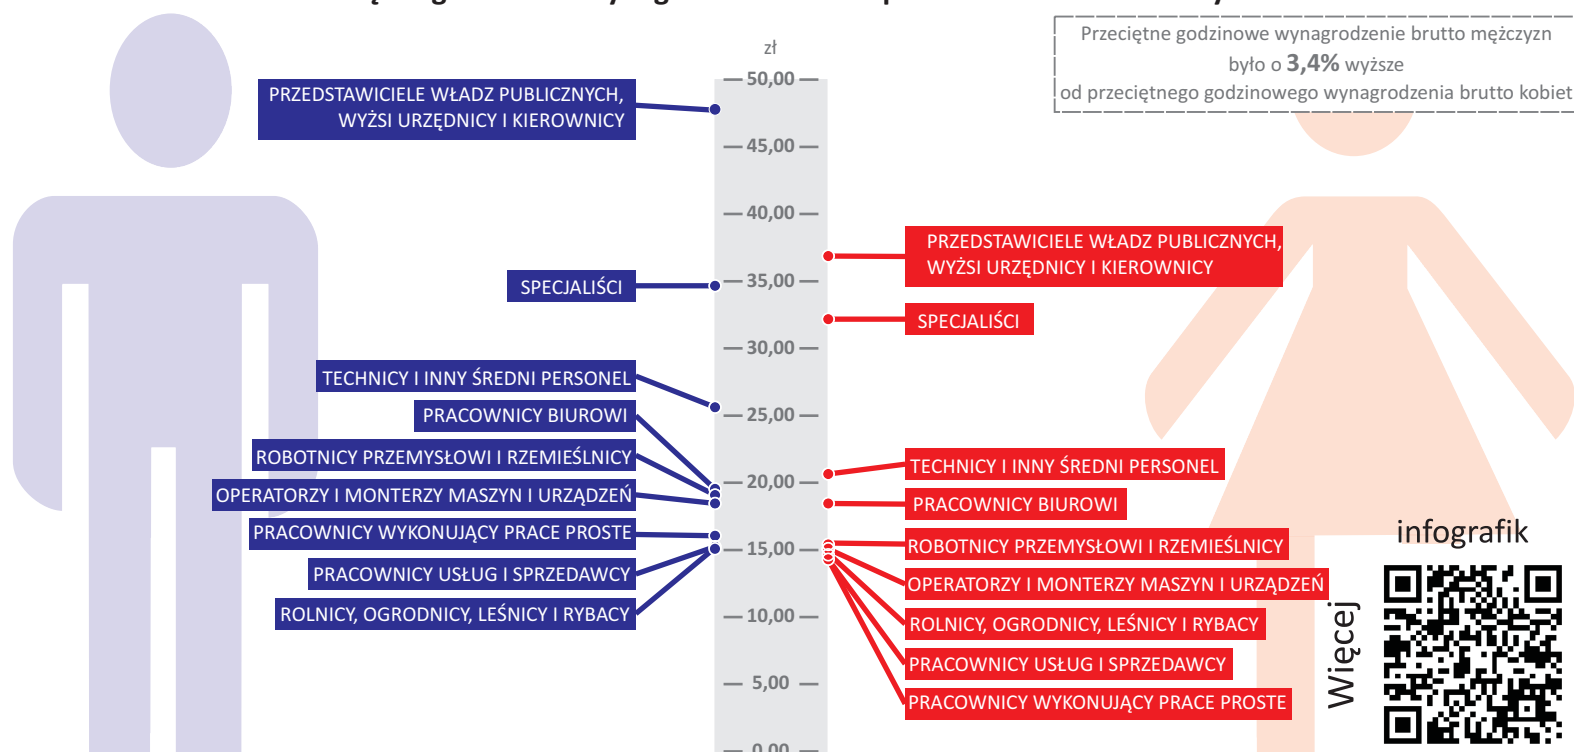 zł
Przeciętne godzinowe wynagrodzenie brutto mężczyzn
było o 3,4% wyższe
od przeciętnego godzinowego wynagrodzenia brutto kobiet
50,00
45,00
40,00
35,00
30,00
25,00
20,00
15,00
10,00
5,00
0,00
PRZEDSTAWICIELE WŁADZ PUBLICZNYCH,
WYŻSI URZĘDNICY I KIEROWNICY
SPECJALIŚCI
TECHNICY I INNY ŚREDNI PERSONEL
PRACOWNICY BIUROWI
ROBOTNICY PRZEMYSŁOWI I RZEMIEŚLNICY
OPERATORZY I MONTERZY MASZYN I URZĄDZEŃ
PRACOWNICY WYKONUJĄCY PRACE PROSTE
PRACOWNICY USŁUG I SPRZEDAWCY
ROLNICY, OGRODNICY, LEŚNICY I RYBACY
PRZEDSTAWICIELE WŁADZ PUBLICZNYCH,
WYŻSI URZĘDNICY I KIEROWNICY
SPECJALIŚCI
TECHNICY I INNY ŚREDNI PERSONEL
PRACOWNICY BIUROWI
ROBOTNICY PRZEMYSŁOWI I RZEMIEŚLNICY
OPERATORZY I MONTERZY MASZYN I URZĄDZEŃ
ROLNICY, OGRODNICY, LEŚNICY I RYBACY
PRACOWNICY USŁUG I SPRZEDAWCY
PRACOWNICY WYKONUJĄCY PRACE PROSTE
Więcej
infografik